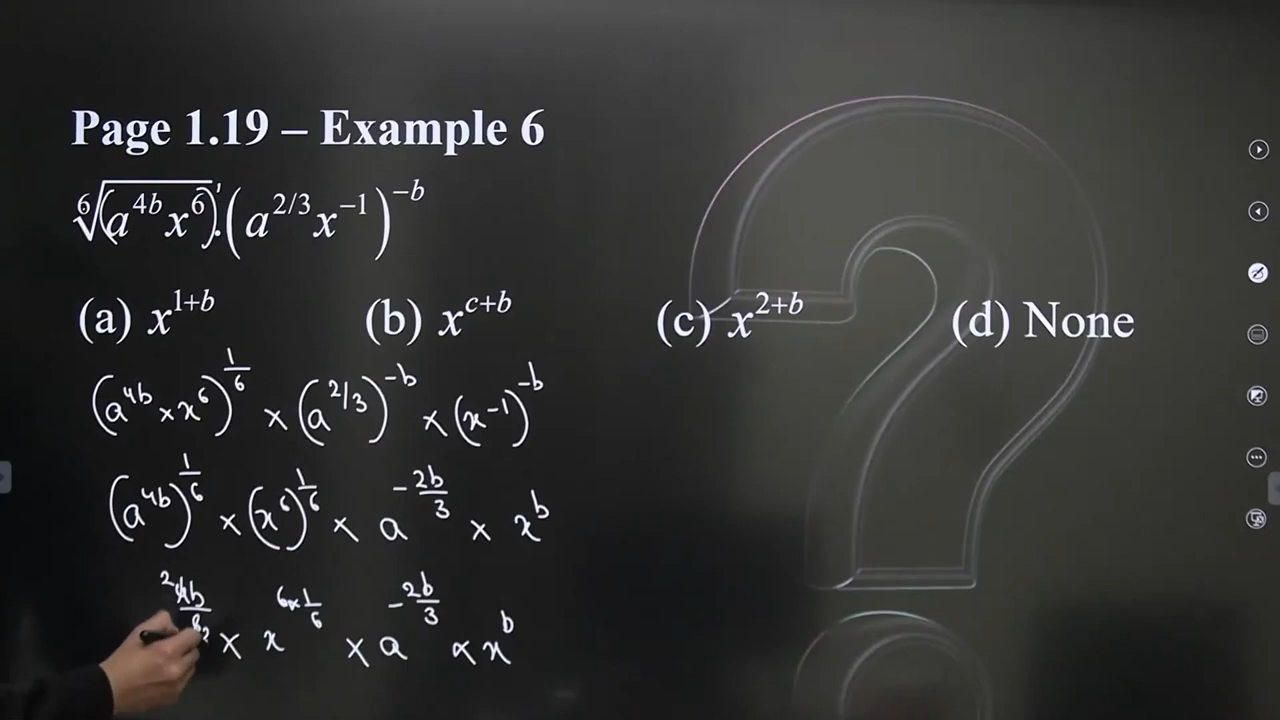 Page 1.19 – Example 6
⁶√(a^{4b} x^6)·(a^{2/3} x^{−1})^{−b}
(a) x^{1+b} (b) x^{c+b} (c) x^{2+b} (d) None
(a^{4b} × x^6)^{1/6} × (a^{2/3})^{-b} × (x^{-1})^{-b}
(a^{4b})^{1/6} × (x^6)^{1/6} × a^{-2b/3} × x^b
× x^{6×1/6} × a^{-2b/3} × x^b